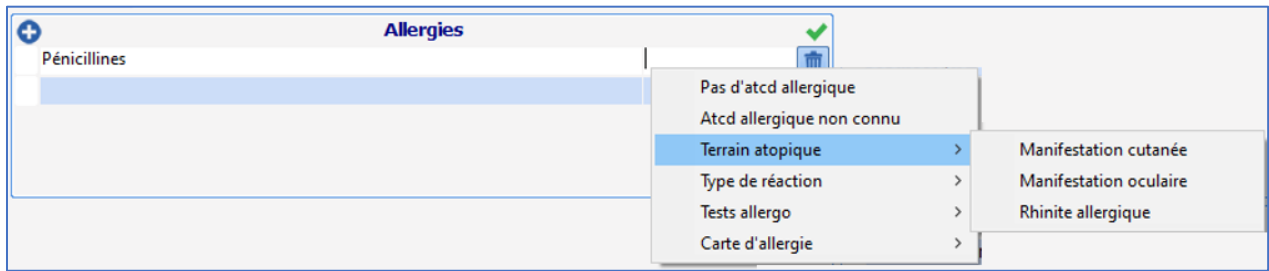 Allergies
Pénicillines
Pas d'atcd allergique
Atcd allergique non connu
Terrain atopique
Manifestation cutanée
Type de réaction
Manifestation oculaire
Tests allergo
Rhinite allergique
Carte d'allergie